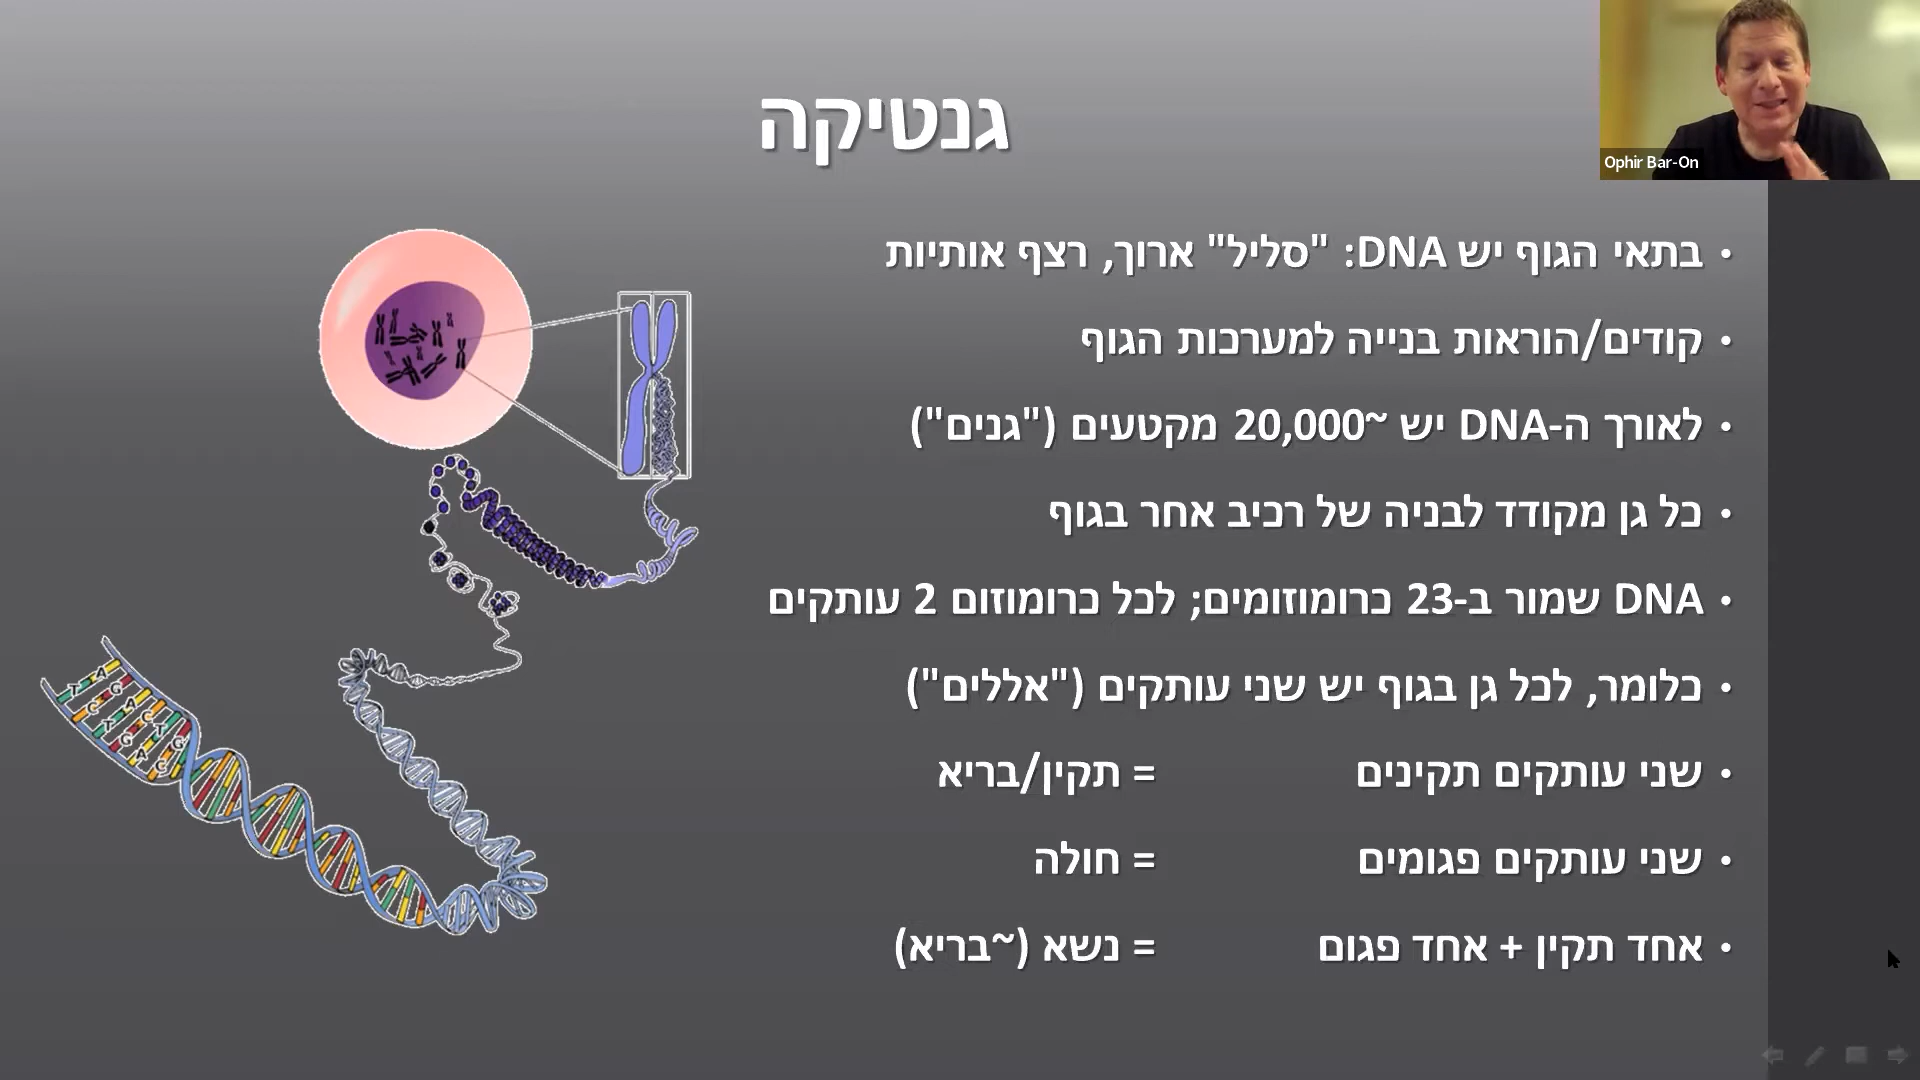 גנטיקה
Ophir Bar-On
• בתאי הגוף יש DNA: "סליל" ארוך, רצף אותיות
• קודים/הוראות בנייה למערכות הגוף
• לאורך ה-DNA יש ~20,000 מקטעים ("גנים")
• כל גן מקודד לבניה של רכיב אחר בגוף
• DNA שמור ב-23 כרומוזומים; לכל כרומוזום 2 עותקים
• כלומר, לכל גן בגוף יש שני עותקים ("אללים")
• שני עותקים תקינים = תקין/בריא
• שני עותקים פגומים = חולה
• אחד תקין + אחד פגום = נשא (~בריא)